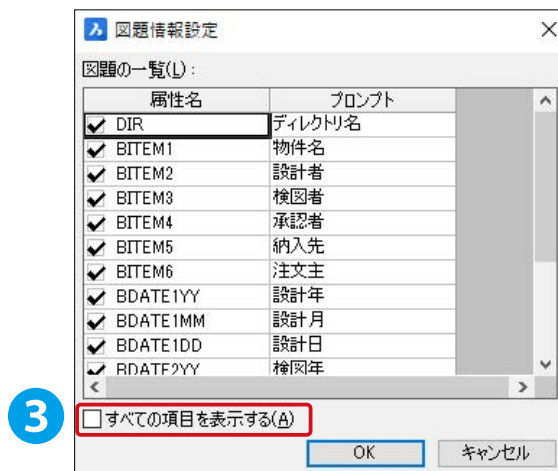 図題情報設定
図題の一覧(L):
属性名 プロンプト
DIR ディレクトリ名
BITEM1 物件名
BITEM2 設計者
BITEM3 検図者
BITEM4 承認者
BITEM5 納入先
BITEM6 注文主
BDATE1YY 設計年
BDATE1MM 設計月
BDATE1DD 設計日
BDATE2YY 検図年
3 すべての項目を表示する(A)
OK キャンセル